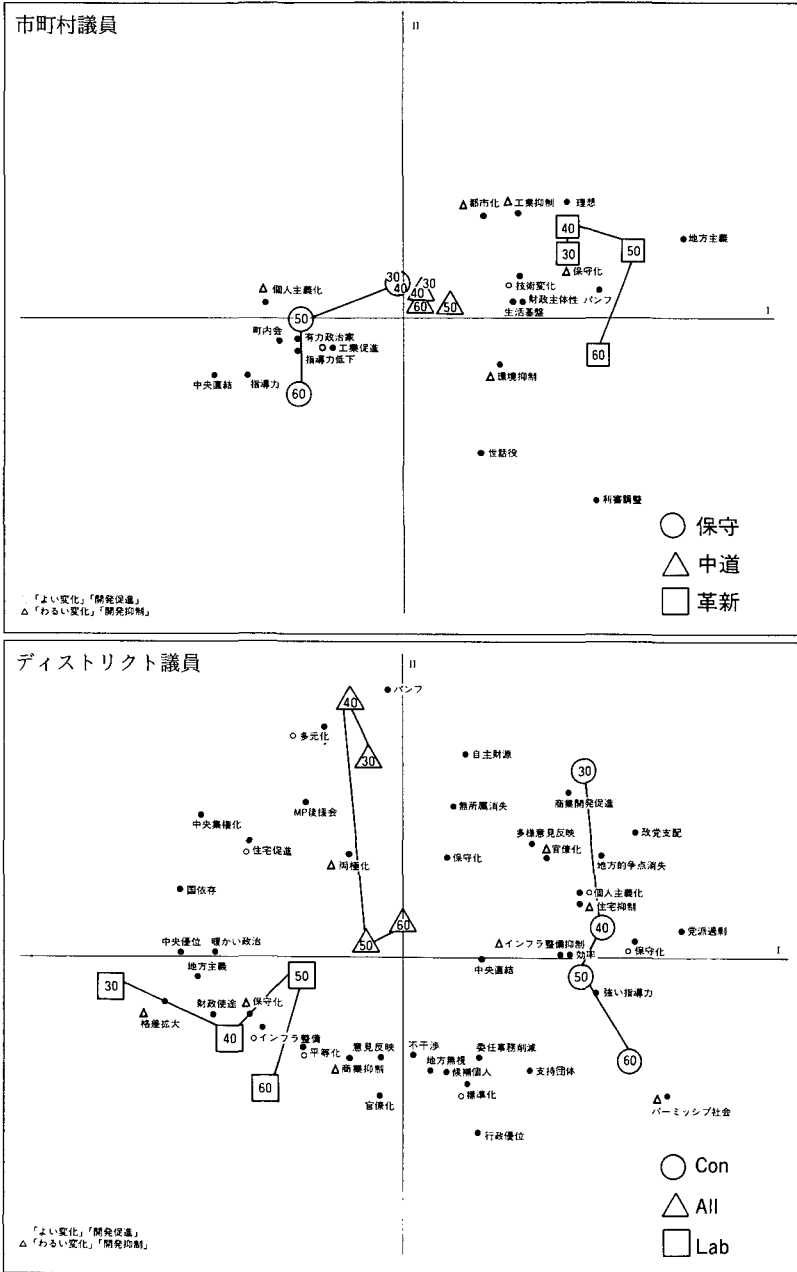 市町村議員
II
都市化
工業抑制
理想
40
30
50
地方主義
保守化
技術変化
財政主体性
パンフ
生活基盤
I
30
40
30
40
60
50
個人主義化
50
町内会
有力政治家
工業促進
指導力低下
中央直結
指導力
60
60
環境抑制
世話役
利害調整
保守
中道
革新
「よい変化」「開発促進」
△「わるい変化」「開発抑制」
ディストリクト議員
II
パンフ
40
多元化
30
自主財源
30
商業開発促進
MP後援会
無所属消失
中央集権化
政党支配
多様意見反映
住宅促進
官僚化
両極化
保守化
地方的争点消失
国依存
個人主義化
住宅抑制
60
50
40
党派過剰
中央優位
暖かい政治
インフラ整備抑制
効率
保守化
I
中央直結
地方主義
30
50
50
強い指導力
格差拡大
財政使途
保守化
40
インフラ整備
平等化
意見反映
不干渉
委任事務削減
60
商業抑制
地方無視
候補個人
支持団体
60
官僚化
標準化
パーミッシブ社会
行政優位
Con
All
Lab
「よい変化」「開発促進」
△「わるい変化」「開発抑制」